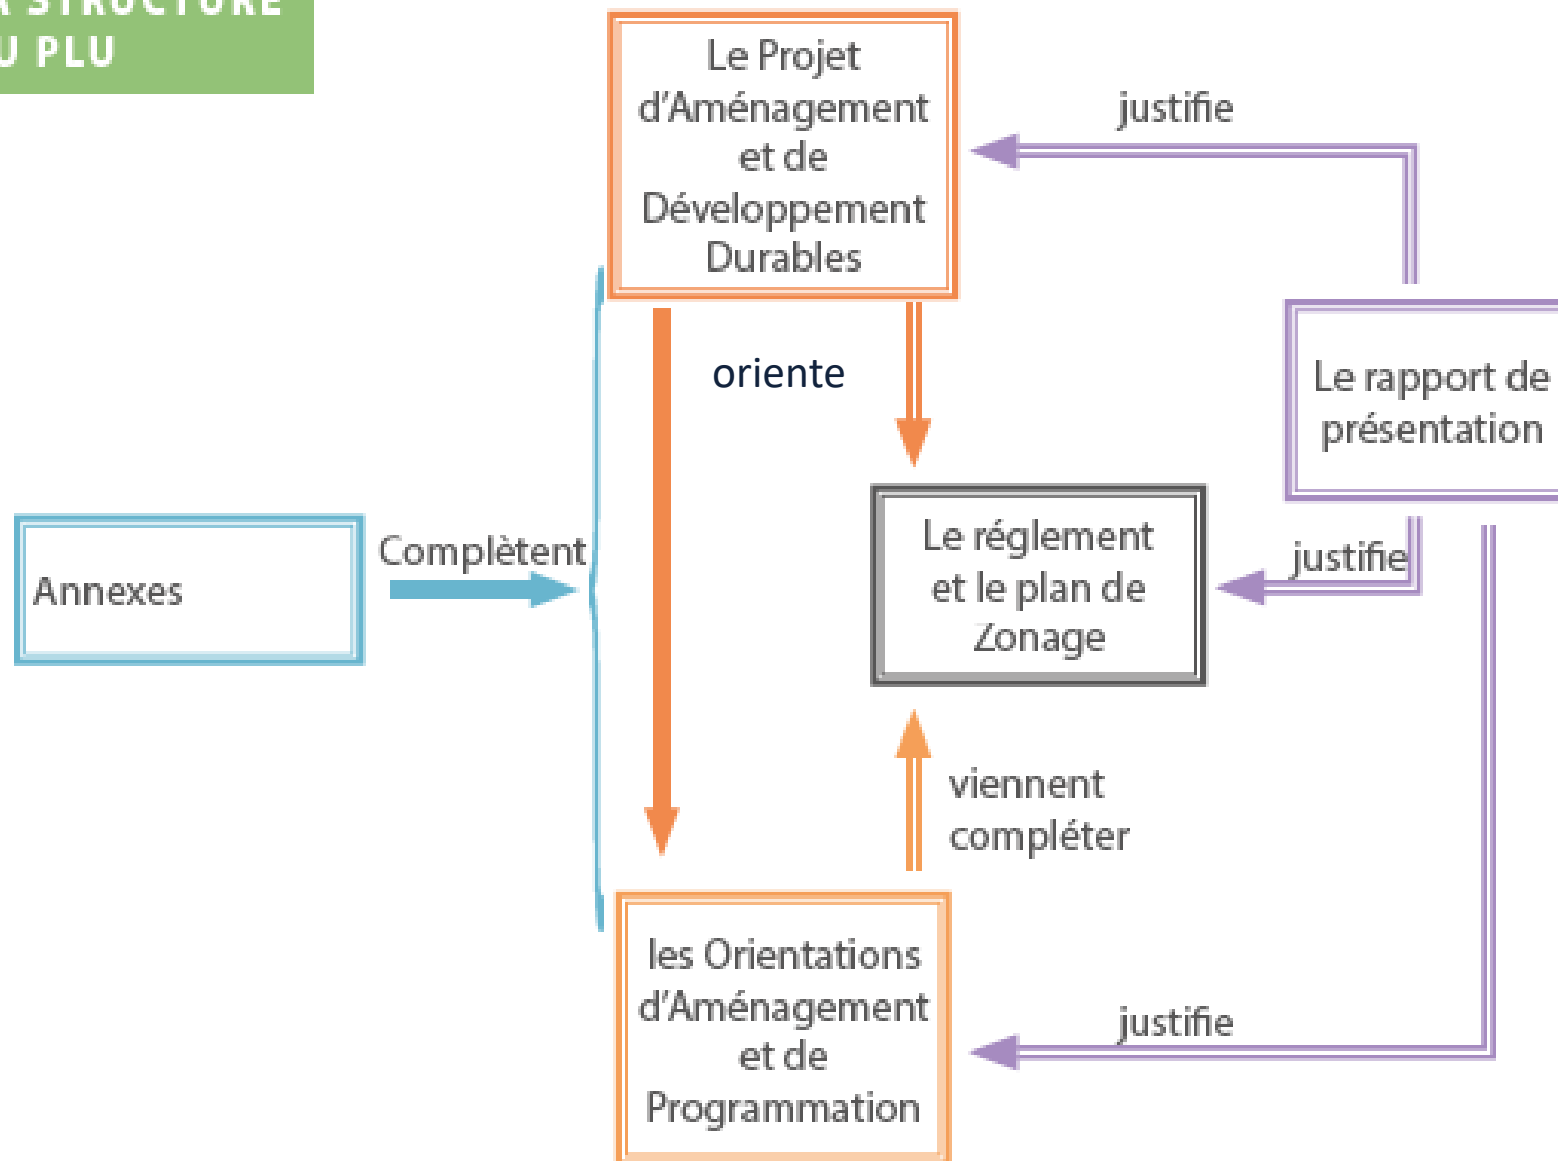 A STRUCTURE
U PLU
Le Projet
d'Aménagement
et de
Développement
Durables
justifie
oriente
Le rapport de
présentation
Annexes
Complètent
Le réglement
et le plan de
Zonage
justifie
viennent
compléter
les Orientations
d'Aménagement
et de
Programmation
justifie